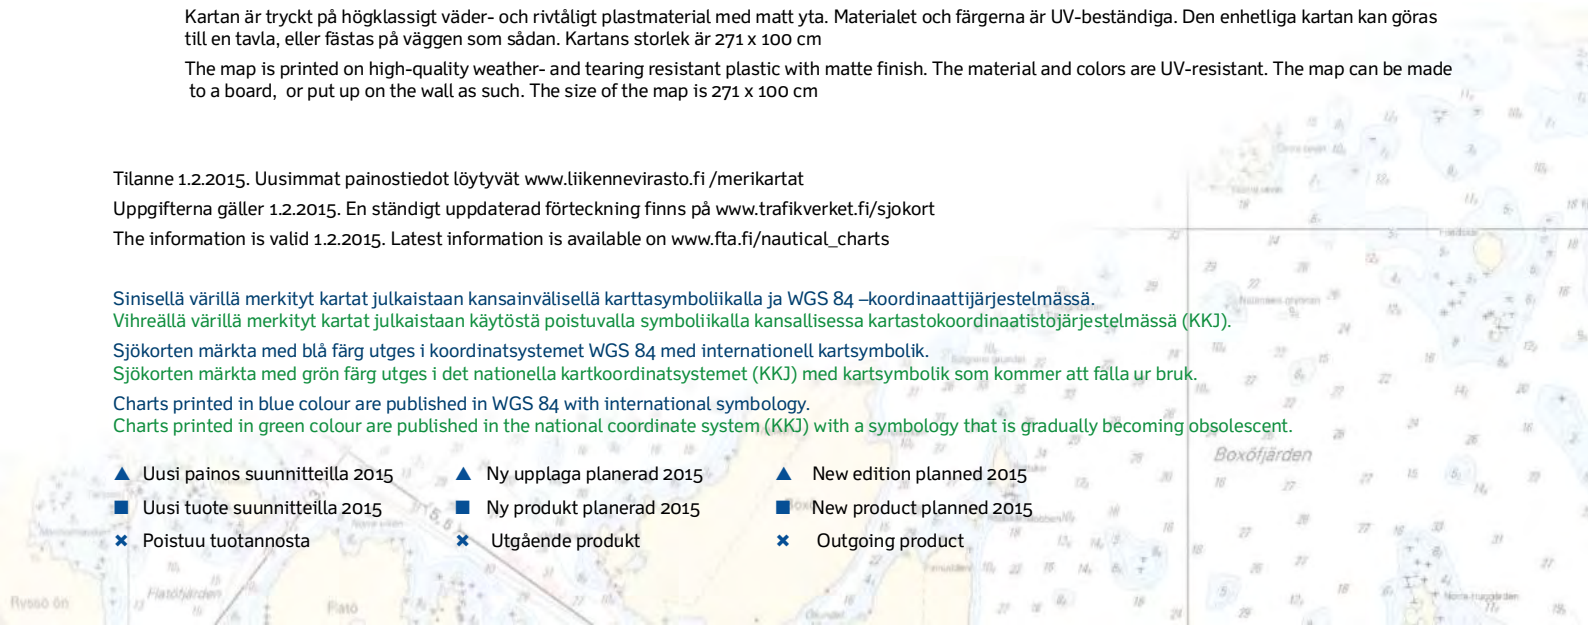 Kartan är tryckt på högklassigt väder- och rivtåligt plastmaterial med matt yta. Materialet och färgerna är UV-beständiga. Den enhetliga kartan kan göras
till en tavla, eller fästas på väggen som sådan. Kartans storlek är 271 x 100 cm
The map is printed on high-quality weather- and tearing resistant plastic with matte finish. The material and colors are UV-resistant. The map can be made
to a board, or put up on the wall as such. The size of the map is 271 x 100 cm
Tilanne 1.2.2015. Uusimmat painostiedot löytyvät www.liikennevirasto.fi /merikartat
Uppgifterna gäller 1.2.2015. En ständigt uppdaterad förteckning finns på www.trafikverket.fi/sjokort
The information is valid 1.2.2015. Latest information is available on www.fta.fi/nautical_charts
Sinisellä värillä merkityt kartat julkaistaan kansainvälisellä karttasymboliikalla ja WGS 84 –koordinaattijärjestelmässä.
Vihreällä värillä merkityt kartat julkaistaan käytöstä poistuvalla symboliikalla kansallisessa kartastokoordinaatistojärjestelmässä (KKJ).
Sjökorten märkta med blå färg utges i koordinatsystemet WGS 84 med internationell kartsymbolik.
Sjökorten märkta med grön färg utges i det nationella kartkoordinatsystemet (KKJ) med kartsymbolik som kommer att falla ur bruk.
Charts printed in blue colour are published in WGS 84 with international symbology.
Charts printed in green colour are published in the national coordinate system (KKJ) with a symbology that is gradually becoming obsolescent.
▲ Uusi painos suunnitteilla 2015 ▲ Ny upplaga planerad 2015 ▲ New edition planned 2015
■ Uusi tuote suunnitteilla 2015 ■ Ny produkt planerad 2015 ■ New product planned 2015
✖ Poistuu tuotannosta ✖ Utgående produkt ✖ Outgoing product
Boxöfjärden
Flatöfjärden
Flatö